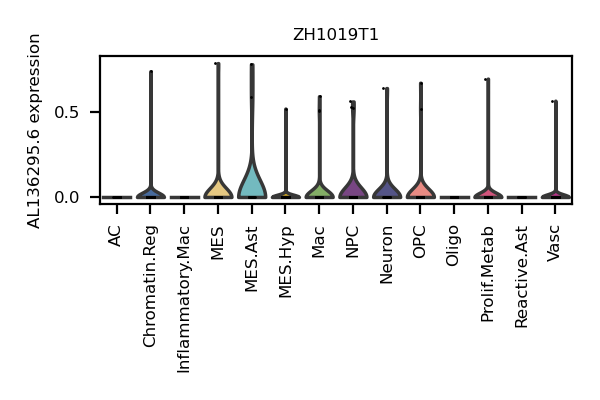 ZH1019T1
AL136295.6 expression
0.5
0.0
AC
Chromatin.Reg
Inflammatory.Mac
MES
MES.Ast
MES.Hyp
Mac
NPC
Neuron
OPC
Oligo
Prolif.Metab
Reactive.Ast
Vasc